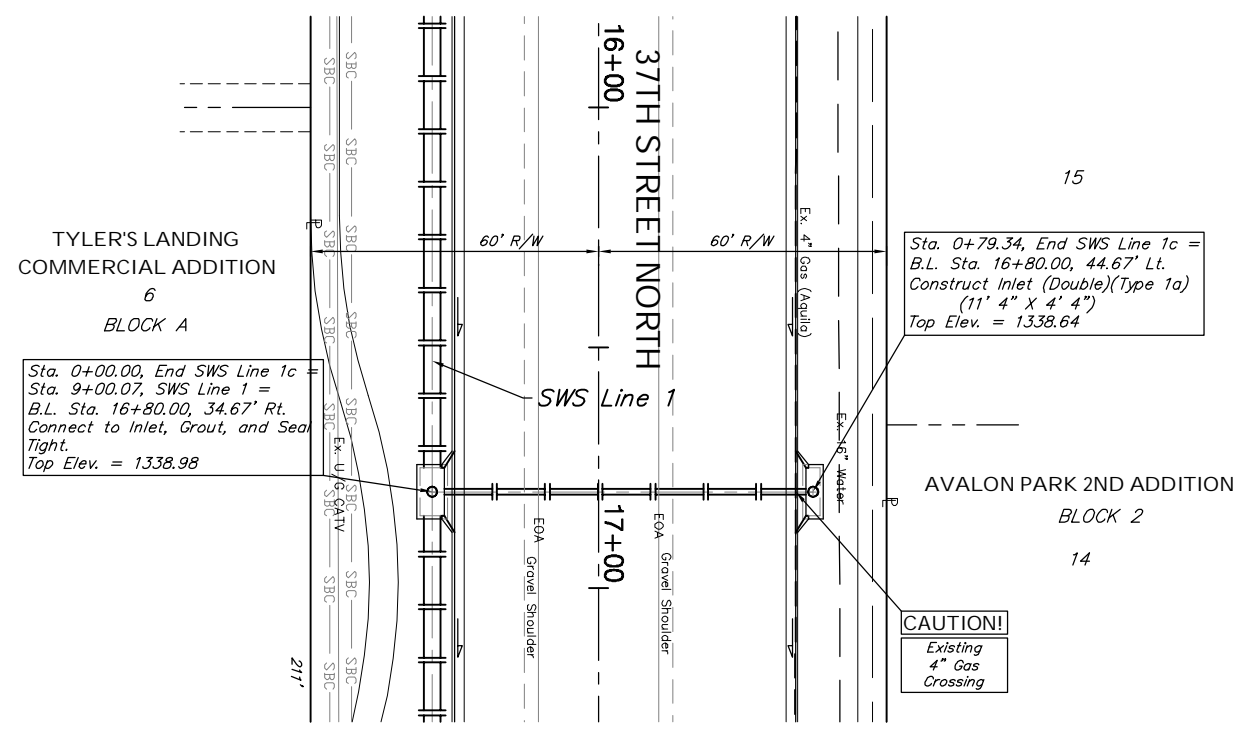 16+00
37TH STREET NORTH
SBC
SBC
SBC
SBC
15
P
L
60' R/W
60' R/W
Ex. 4" Gas (Aquila)
TYLER'S LANDING
COMMERCIAL ADDITION
6
BLOCK A
Sta. 0+79.34, End SWS Line 1c =
B.L. Sta. 16+80.00, 44.67' Lt.
Construct Inlet (Double)(Type 1a)
(11' 4" X 4' 4")
Top Elev. = 1338.64
SBC
SBC
SBC
SBC
Sta. 0+00.00, End SWS Line 1c =
Sta. 9+00.07, SWS Line 1 =
B.L. Sta. 16+80.00, 34.67' Rt.
Connect to Inlet, Grout, and Seal
Tight.
Top Elev. = 1338.98
SWS Line 1
SBC
SBC
Ex. U/G CATV
Ex. 16" Water
SBC
SBC
AVALON PARK 2ND ADDITION
BLOCK 2
14
P
L
17+00
EOA
EOA
Gravel Shoulder
Gravel Shoulder
SBC
SBC
CAUTION!
Existing
4" Gas
Crossing
211'
SBC
SBC